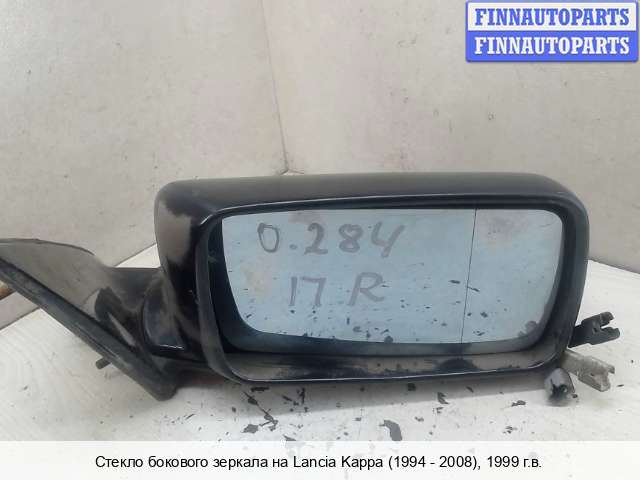 FINNAUTOPARTS
FINNAUTOPARTS
0.284
17 R
Стекло бокового зеркала на Lancia Kappa (1994 - 2008), 1999 г.в.